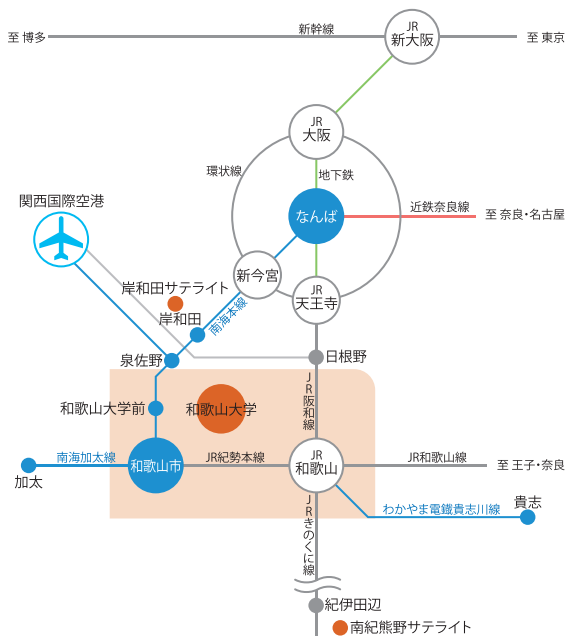 JR
新大阪
新幹線
至 博多
至 東京
JR
大阪
環状線
地下鉄
関西国際空港
なんば
近鉄奈良線
至 奈良・名古屋
新今宮
岸和田サテライト
JR
天王寺
岸和田
南海本線
泉佐野
日根野
JR阪和線
和歌山大学前
和歌山大学
南海加太線
和歌山市
JR紀勢本線
JR
和歌山
JR和歌山線
至 王子・奈良
加太
貴志
わかやま電鐵貴志川線
JRきのくに線
紀伊田辺
南紀熊野サテライト